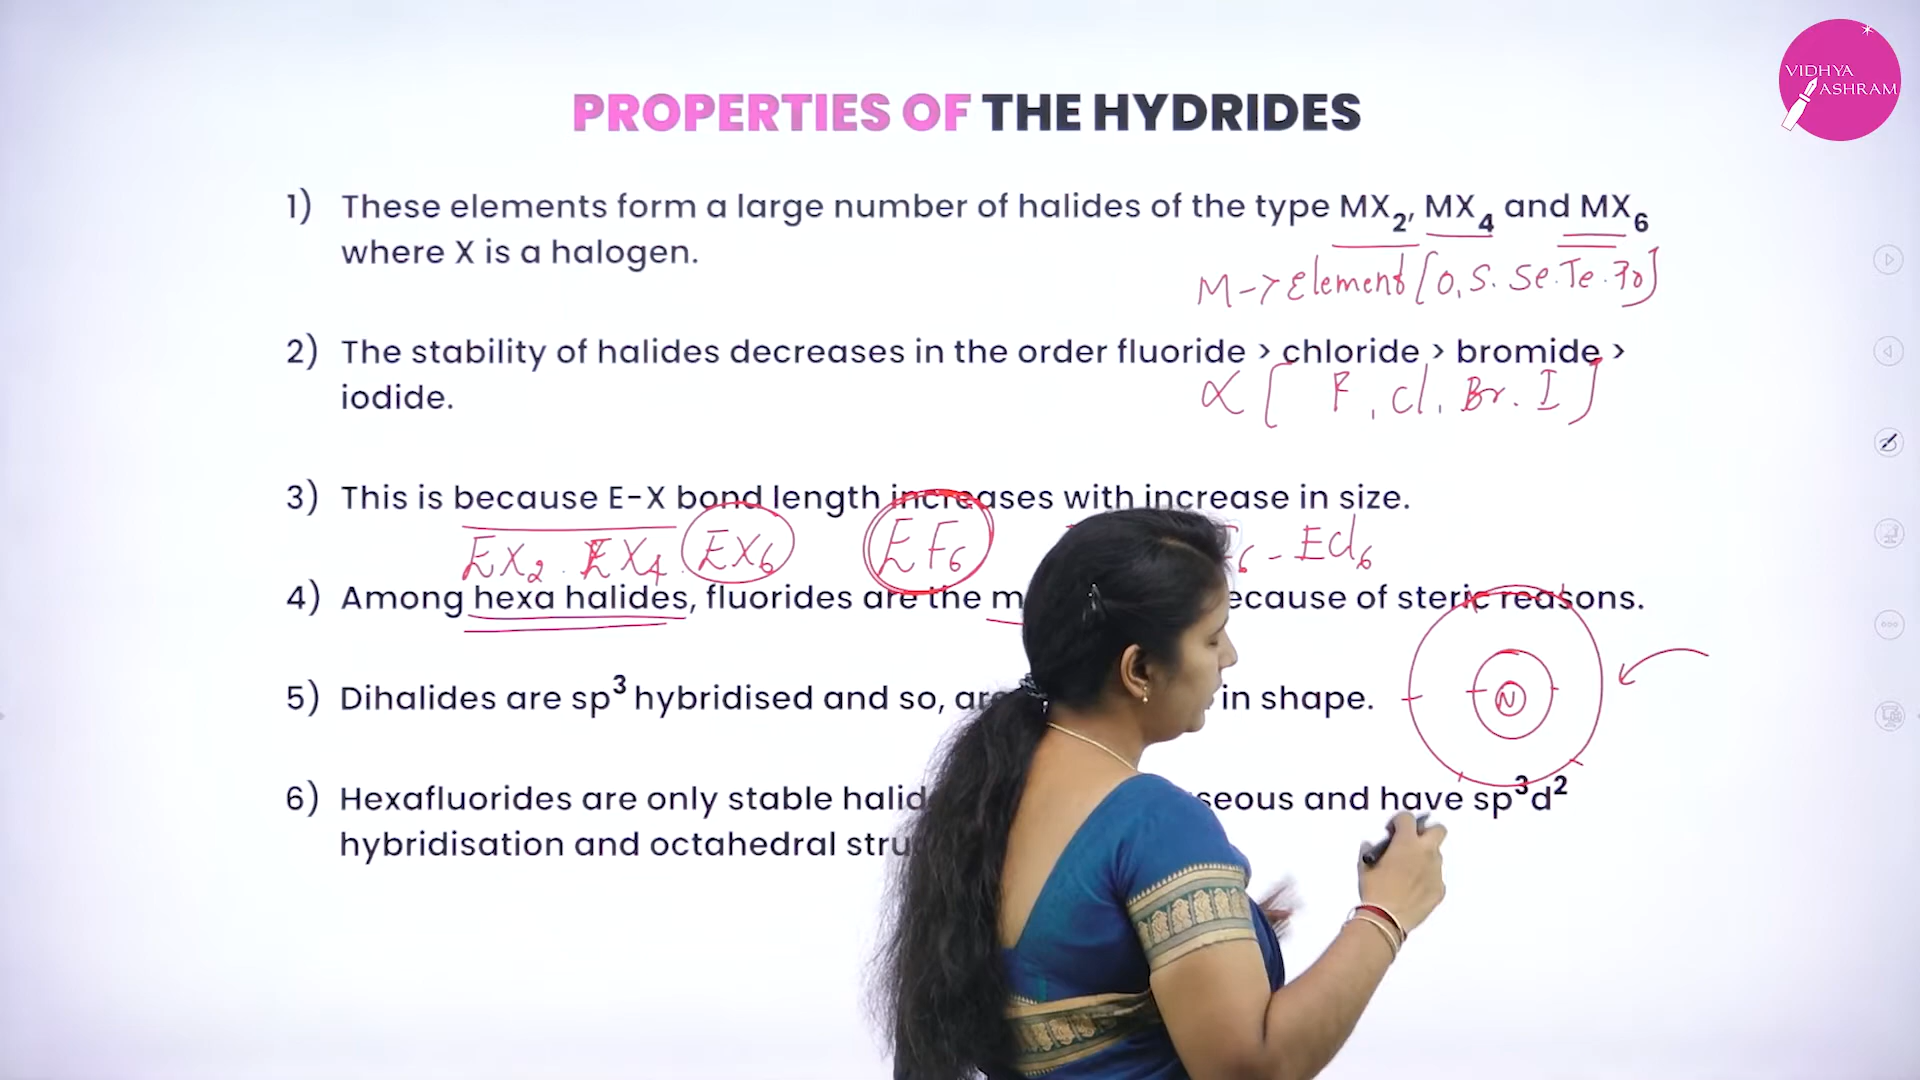 VIDHYA
ASHRAM
PROPERTIES OF THE HYDRIDES
1) These elements form a large number of halides of the type MX₂, MX₄ and MX₆
where X is a halogen.
M → Element [O, S. Se. Te. Po]
2) The stability of halides decreases in the order fluoride > chloride > bromide >
iodide.
X [ F, Cl, Br. I ]
3) This is because E-X bond length increases with increase in size.
EX₂. EX₄. EX₆ EF₆ ₆ - ECl₆
4) Among hexa halides, fluorides are the m ecause of steric reasons.
N
5) Dihalides are sp³ hybridised and so, ar in shape.
6) Hexafluorides are only stable halid seous and have sp³d²
hybridisation and octahedral stru